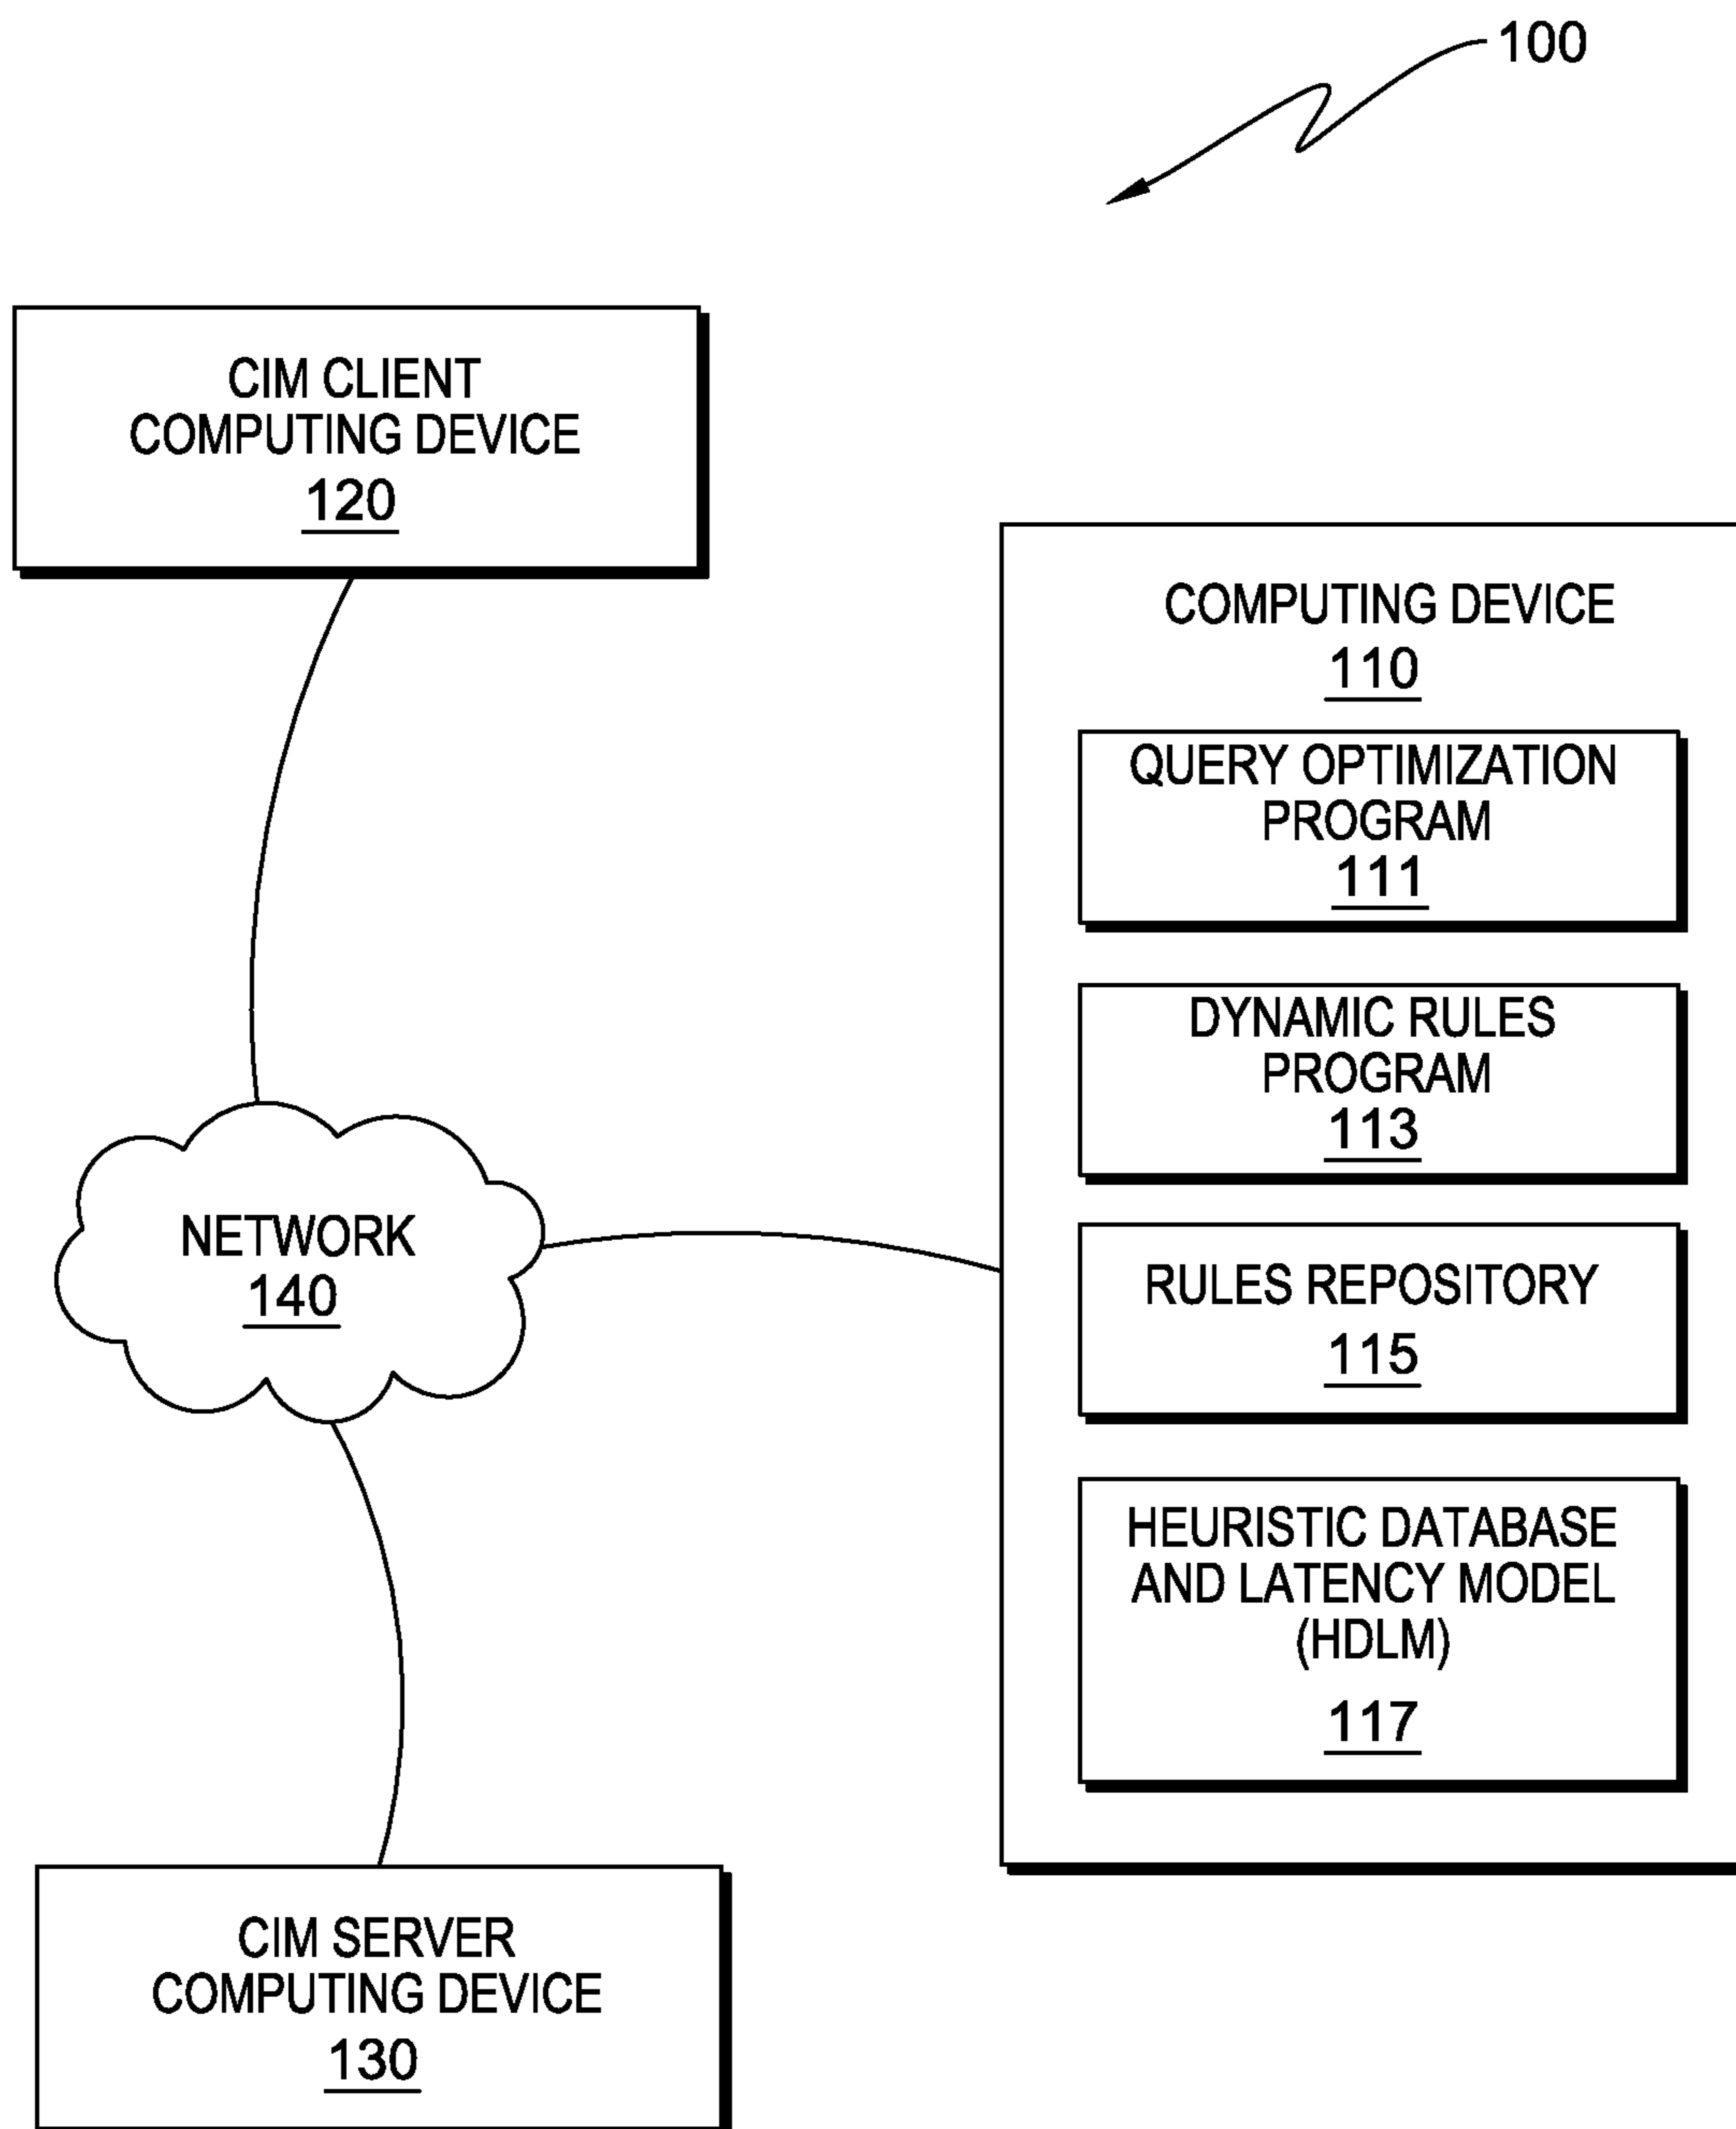 100
CIM CLIENT
COMPUTING DEVICE
120
COMPUTING DEVICE
110
QUERY OPTIMIZATION
PROGRAM
111
DYNAMIC RULES
PROGRAM
113
NETWORK
140
RULES REPOSITORY
115
HEURISTIC DATABASE
AND LATENCY MODEL
(HDLM)
117
CIM SERVER
COMPUTING DEVICE
130